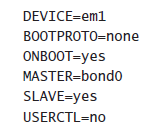 DEVICE=em1
BOOTPROTO=none
ONBOOT=yes
MASTER=bond0
SLAVE=yes
USERCTL=no